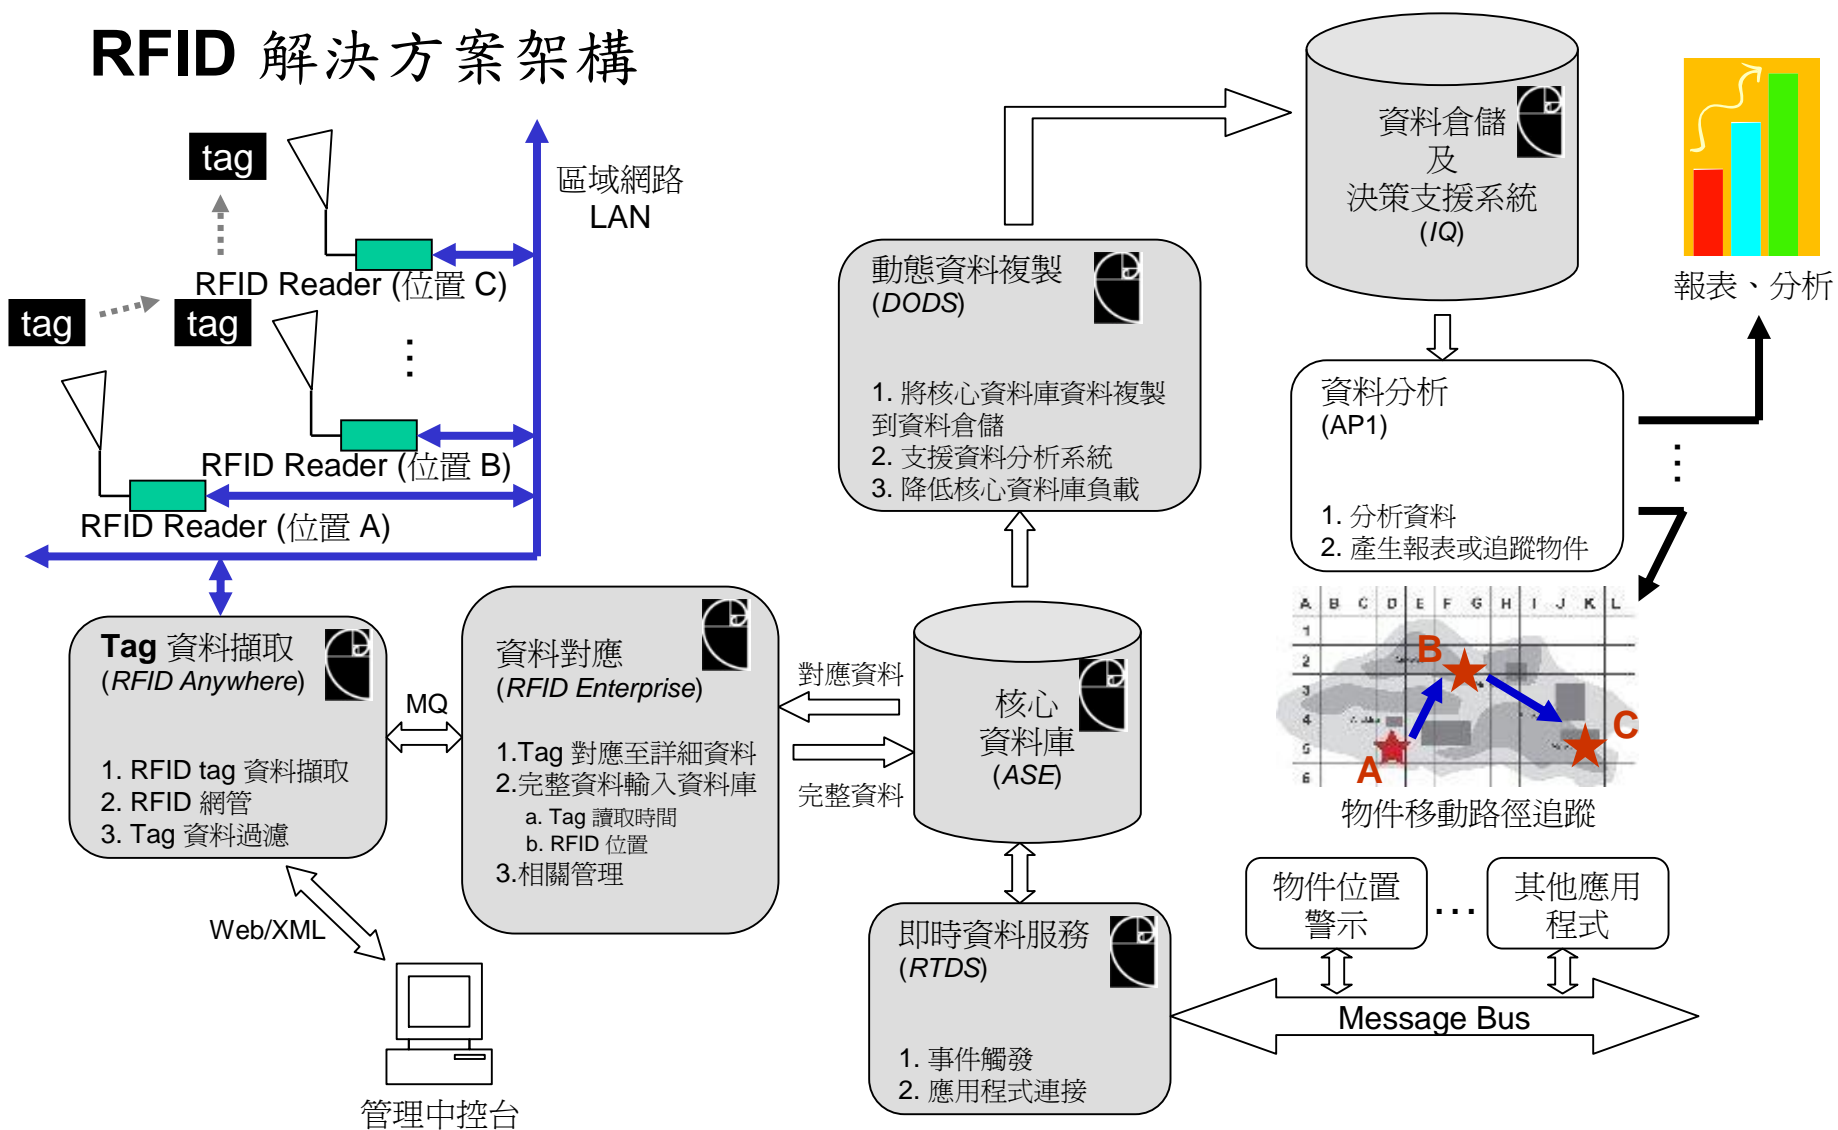 RFID 解決方案架構
tag
區域網路
LAN
RFID Reader (位置 C)
tag
tag
RFID Reader (位置 B)
RFID Reader (位置 A)
Tag 資料擷取
(RFID Anywhere)
1. RFID tag 資料擷取
2. RFID 網管
3. Tag 資料過濾
MQ
Web/XML
管理中控台
資料對應
(RFID Enterprise)
1.Tag 對應至詳細資料
2.完整資料輸入資料庫
a. Tag 讀取時間
b. RFID 位置
3.相關管理
對應資料
完整資料
核心
資料庫
(ASE)
動態資料複製
(DODS)
1. 將核心資料庫資料複製
到資料倉儲
2. 支援資料分析系統
3. 降低核心資料庫負載
資料倉儲
及
決策支援系統
(IQ)
報表、分析
資料分析
(AP1)
1. 分析資料
2. 產生報表或追蹤物件
A B C D E F G H I J K L
1
2
3
4
5
6
B
C
A
物件移動路徑追蹤
即時資料服務
(RTDS)
1. 事件觸發
2. 應用程式連接
物件位置
警示
...
其他應用
程式
Message Bus